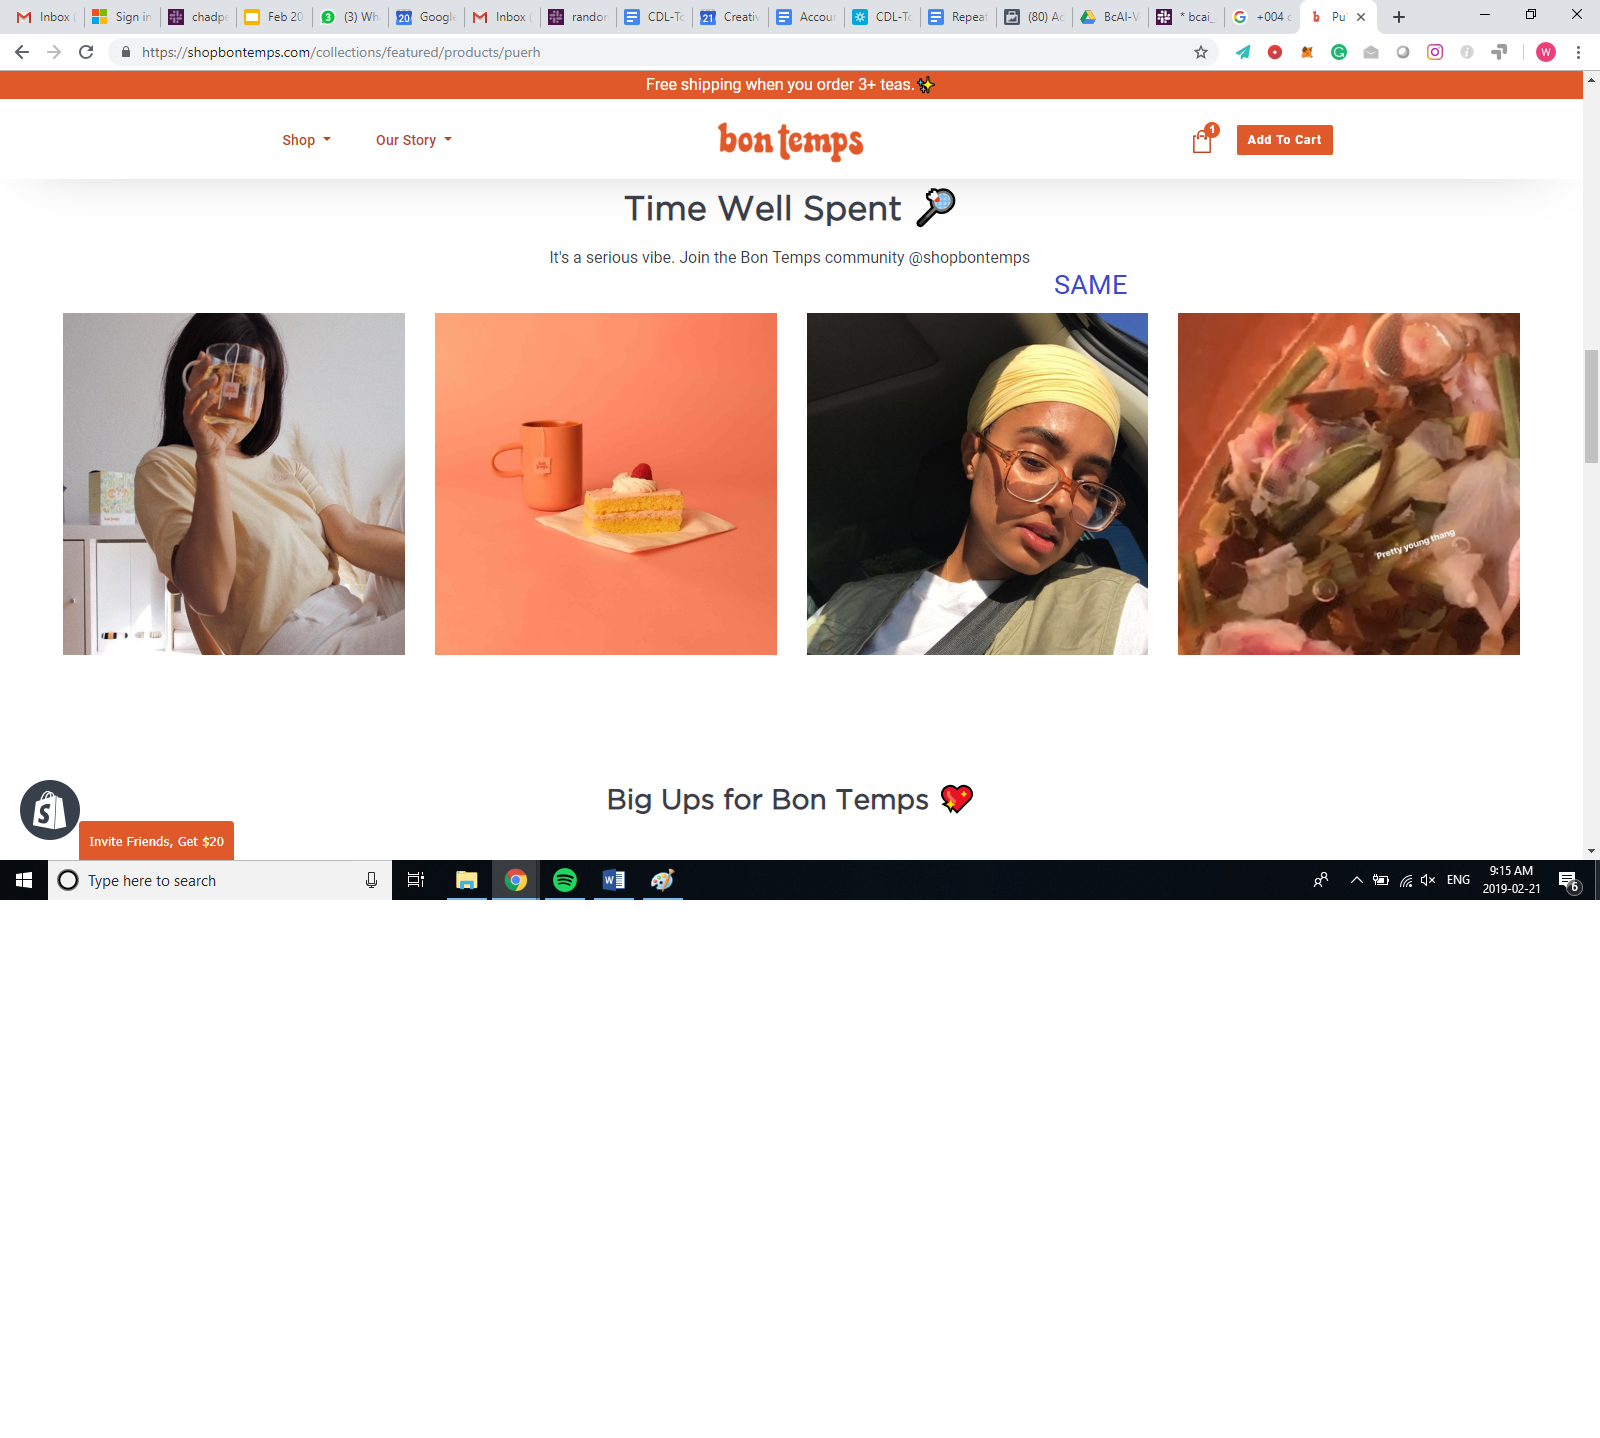 Inbox (
Sign in
chadpe
Feb 20
(3) Wh
Google
Inbox (
randor
CDL-To
Creativ
Accour
CDL-To
Repeat
(80) Ac
BcAI-V
* bcai_
+004 c
Pu'
https://shopbontemps.com/collections/featured/products/puerh
Free shipping when you order 3+ teas.
Shop
Our Story
bon temps
1
Add To Cart
Time Well Spent
It's a serious vibe. Join the Bon Temps community @shopbontemps
SAME
Pretty young thang
Big Ups for Bon Temps
Invite Friends, Get $20
Type here to search
ENG
9:15 AM
2019-02-21
6